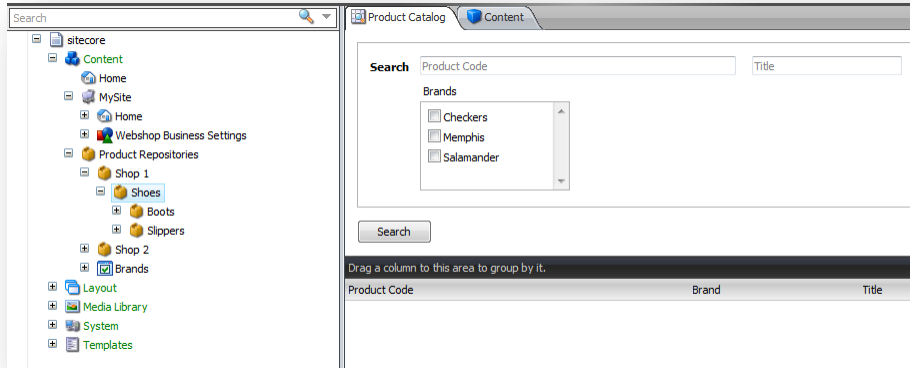 Search
sitecore
Content
Home
MySite
Home
Webshop Business Settings
Product Repositories
Shop 1
Shoes
Boots
Slippers
Shop 2
Brands
Layout
Media Library
System
Templates
Product Catalog Content
Search Product Code Title
Brands
Checkers
Memphis
Salamander
Search
Drag a column to this area to group by it.
Product Code Brand Title